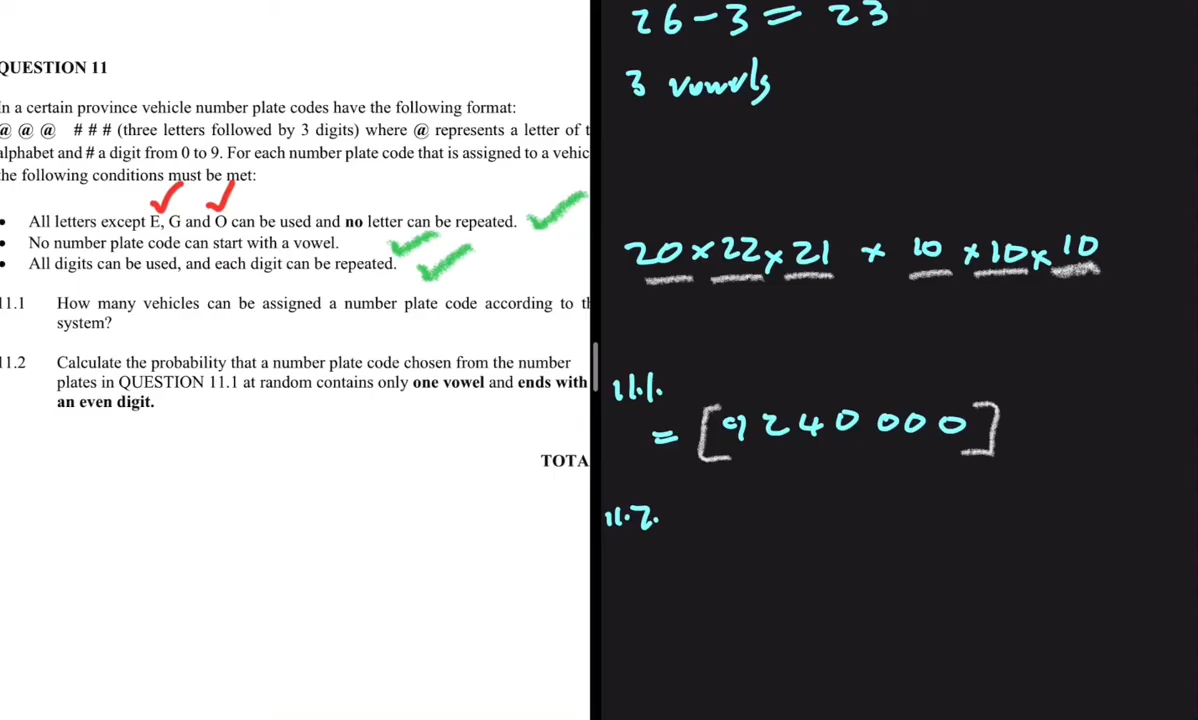 QUESTION 11
In a certain province vehicle number plate codes have the following format:
@ @ @ # # # (three letters followed by 3 digits) where @ represents a letter of t
alphabet and # a digit from 0 to 9. For each number plate code that is assigned to a vehic
the following conditions must be met:
• All letters except E, G and O can be used and no letter can be repeated.
• No number plate code can start with a vowel.
• All digits can be used, and each digit can be repeated.
11.1 How many vehicles can be assigned a number plate code according to th
system?
11.2 Calculate the probability that a number plate code chosen from the number
plates in QUESTION 11.1 at random contains only one vowel and ends with
an even digit.
TOTA
26 - 3 = 23
3 vowels
20 × 22 × 21 × 10 × 10 × 10
11.1.
= [9240 000]
11.2.